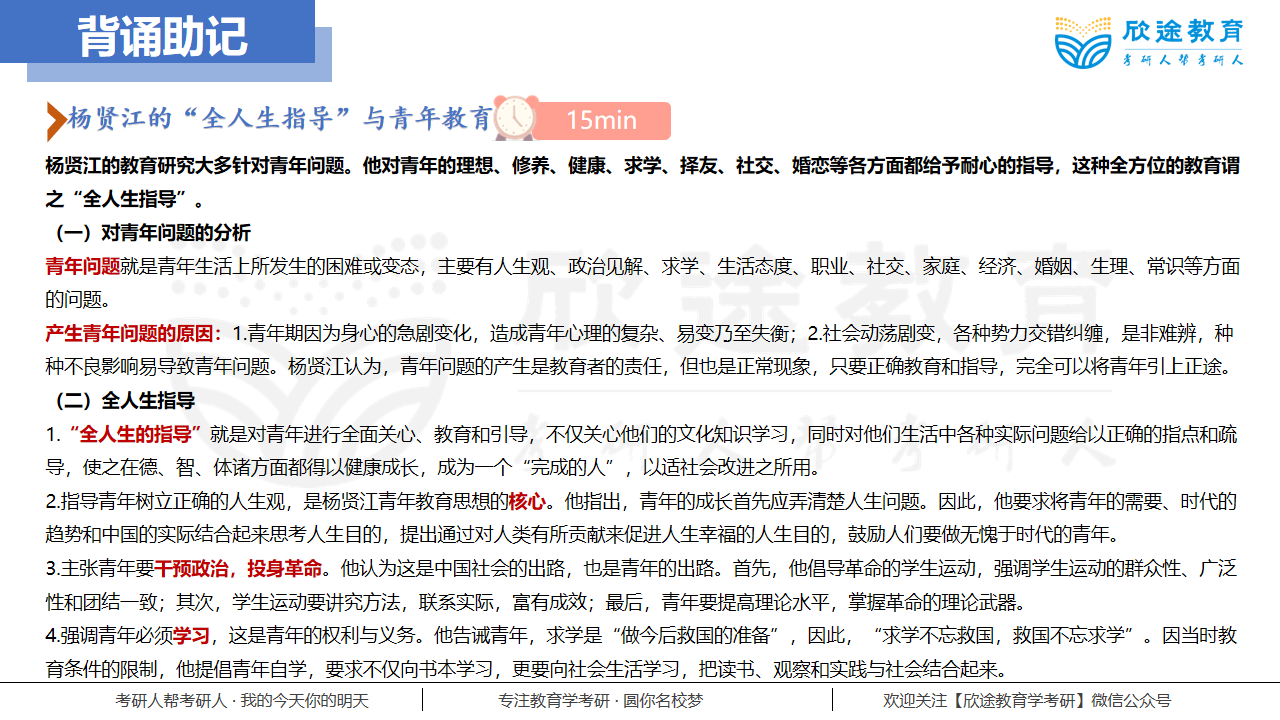 背诵助记
欣途教育
考研人帮考研人
杨贤江的“全人生指导”与青年教育
15min
杨贤江的教育研究大多针对青年问题。他对青年的理想、修养、健康、求学、择友、社交、婚恋等各方面都给予耐心的指导，这种全方位的教育谓
之“全人生指导”。
（一）对青年问题的分析
青年问题就是青年生活上所发生的困难或变态，主要有人生观、政治见解、求学、生活态度、职业、社交、家庭、经济、婚姻、生理、常识等方面
的问题。
产生青年问题的原因：1.青年期因为身心的急剧变化，造成青年心理的复杂、易变乃至失衡；2.社会动荡剧变，各种势力交错纠缠，是非难辨，种
种不良影响易导致青年问题。杨贤江认为，青年问题的产生是教育者的责任，但也是正常现象，只要正确教育和指导，完全可以将青年引上正途。
（二）全人生指导
1.“全人生的指导”就是对青年进行全面关心、教育和引导，不仅关心他们的文化知识学习，同时对他们生活中各种实际问题给以正确的指点和疏
导，使之在德、智、体诸方面都得以健康成长，成为一个“完成的人”，以适社会改进之所用。
2.指导青年树立正确的人生观，是杨贤江青年教育思想的核心。他指出，青年的成长首先应弄清楚人生问题。因此，他要求将青年的需要、时代的
趋势和中国的实际结合起来思考人生目的，提出通过对人类有所贡献来促进人生幸福的人生目的，鼓励人们要做无愧于时代的青年。
3.主张青年要干预政治，投身革命。他认为这是中国社会的出路，也是青年的出路。首先，他倡导革命的学生运动，强调学生运动的群众性、广泛
性和团结一致；其次，学生运动要讲究方法，联系实际，富有成效；最后，青年要提高理论水平，掌握革命的理论武器。
4.强调青年必须学习，这是青年的权利与义务。他告诫青年，求学是“做今后救国的准备”，因此，“求学不忘救国，救国不忘求学”。因当时教
育条件的限制，他提倡青年自学，要求不仅向书本学习，更要向社会生活学习，把读书、观察和实践与社会结合起来。
欣途教育
考研人帮考研人
考研人帮考研人 · 我的今天你的明天
专注教育学考研 · 圆你名校梦
欢迎关注【欣途教育学考研】微信公众号